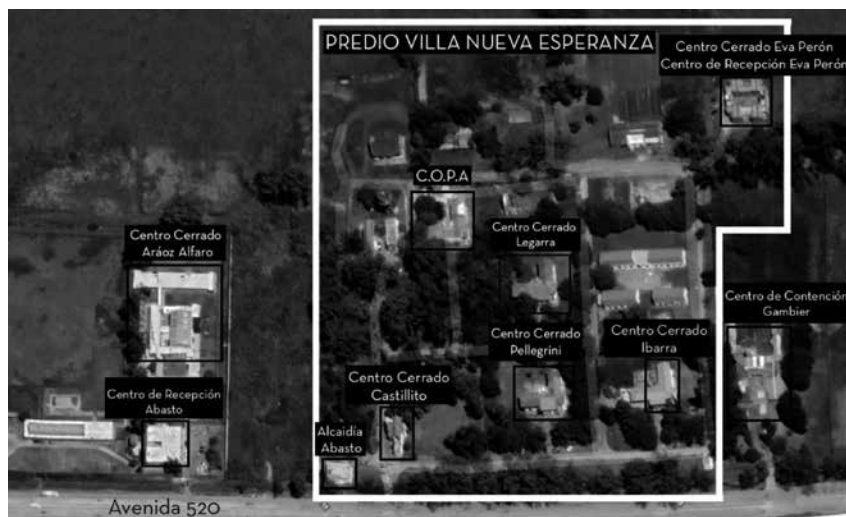 PREDIO VILLA NUEVA ESPERANZA
Centro Cerrado Eva Perón
Centro de Recepción Eva Perón
C.O.P.A
Centro Cerrado
Aráoz Alfaro
Centro Cerrado
Legarra
Centro de Contención
Gambier
Centro Cerrado
Pellegrini
Centro Cerrado
Ibarra
Centro Cerrado
Castillito
Centro de Recepción
Abasto
Alcaidía
Abasto
Avenida 520